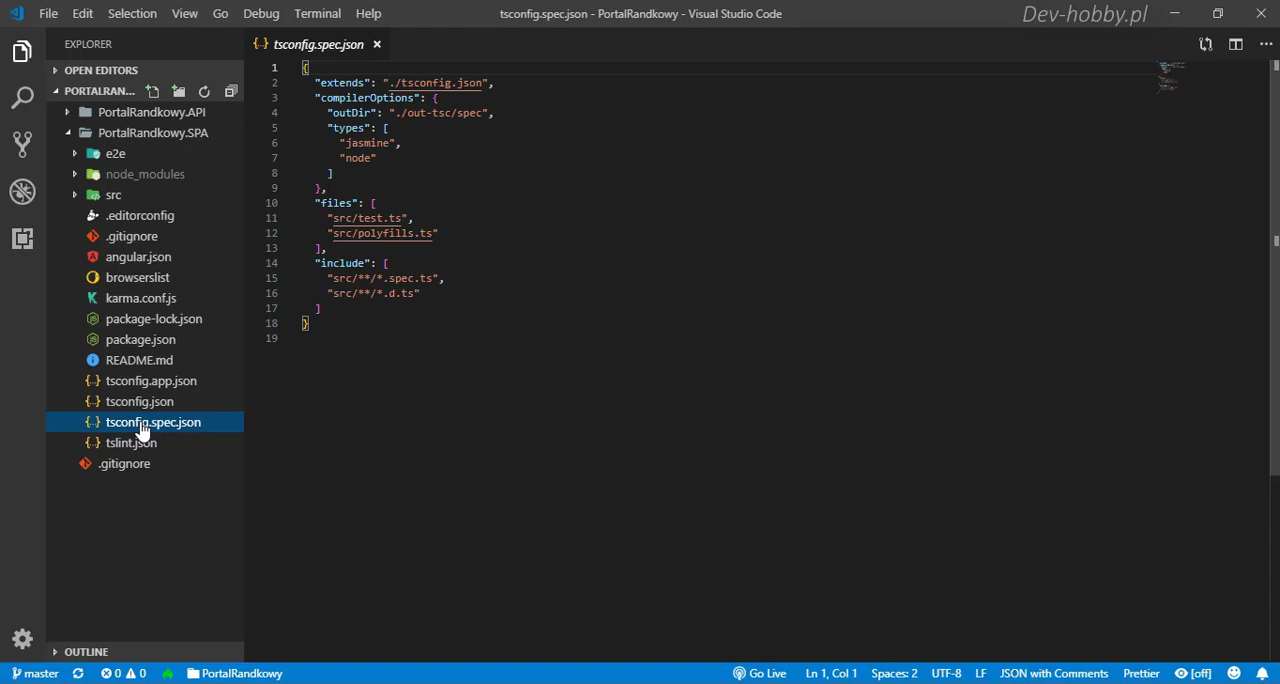 File Edit Selection View Go Debug Terminal Help
tsconfig.spec.json - PortalRandkowy - Visual Studio Code
Dev-hobby.pl
EXPLORER
OPEN EDITORS
PORTALRAN...
PortalRandkowy.API
PortalRandkowy.SPA
e2e
node_modules
src
.editorconfig
.gitignore
angular.json
browserslist
karma.conf.js
package-lock.json
package.json
README.md
tsconfig.app.json
tsconfig.json
tsconfig.spec.json
tslint.json
.gitignore
OUTLINE
{..} tsconfig.spec.json
1 {
2 "extends": "./tsconfig.json",
3 "compilerOptions": {
4 "outDir": "./out-tsc/spec",
5 "types": [
6 "jasmine",
7 "node"
8 ]
9 },
10 "files": [
11 "src/test.ts",
12 "src/polyfills.ts"
13 ],
14 "include": [
15 "src/**/*.spec.ts",
16 "src/**/*.d.ts"
17 ]
18 }
19
master 0 0 PortalRandkowy Go Live Ln 1, Col 1 Spaces: 2 UTF-8 LF JSON with Comments Prettier [off]